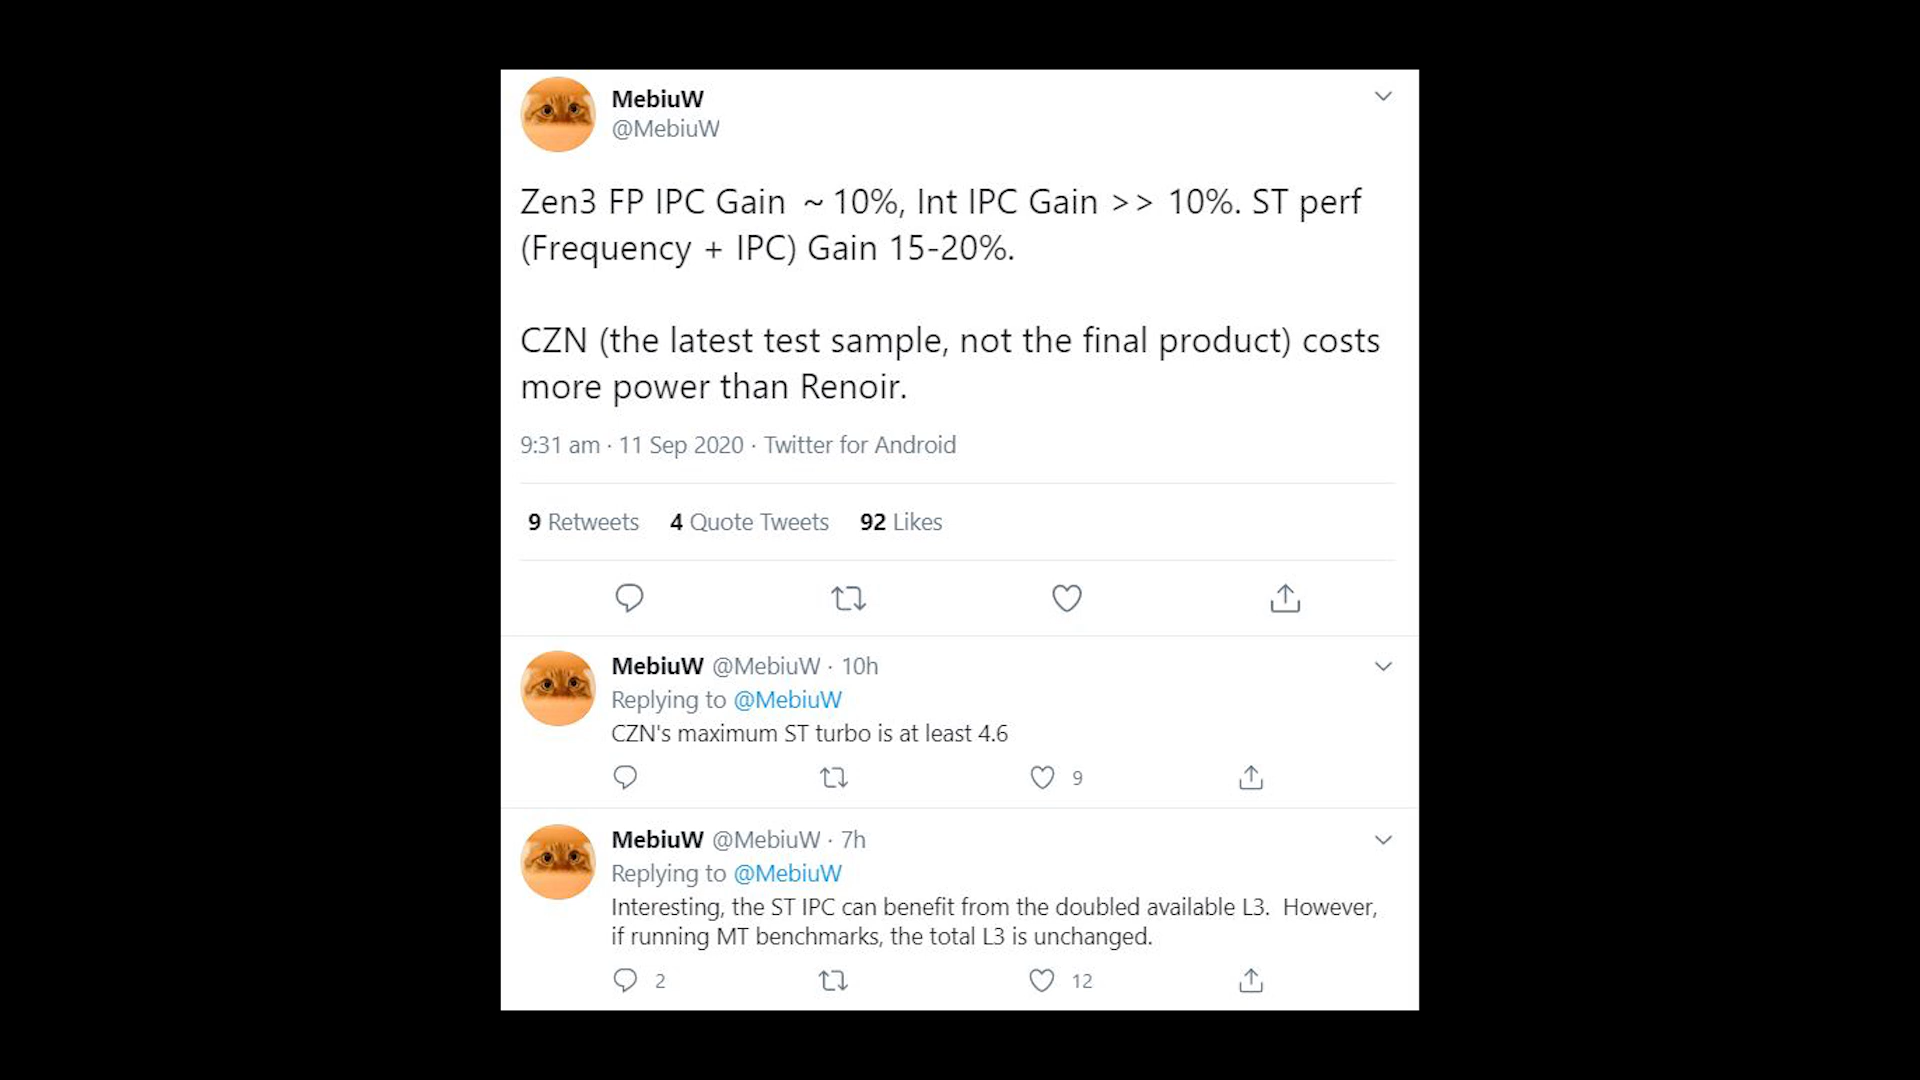 MebiuW
@MebiuW
Zen3 FP IPC Gain ~ 10%, Int IPC Gain >> 10%. ST perf
(Frequency + IPC) Gain 15-20%.
CZN (the latest test sample, not the final product) costs
more power than Renoir.
9:31 am · 11 Sep 2020 · Twitter for Android
9 Retweets 4 Quote Tweets 92 Likes
MebiuW @MebiuW · 10h
Replying to @MebiuW
CZN's maximum ST turbo is at least 4.6
9
MebiuW @MebiuW · 7h
Replying to @MebiuW
Interesting, the ST IPC can benefit from the doubled available L3. However,
if running MT benchmarks, the total L3 is unchanged.
2 12